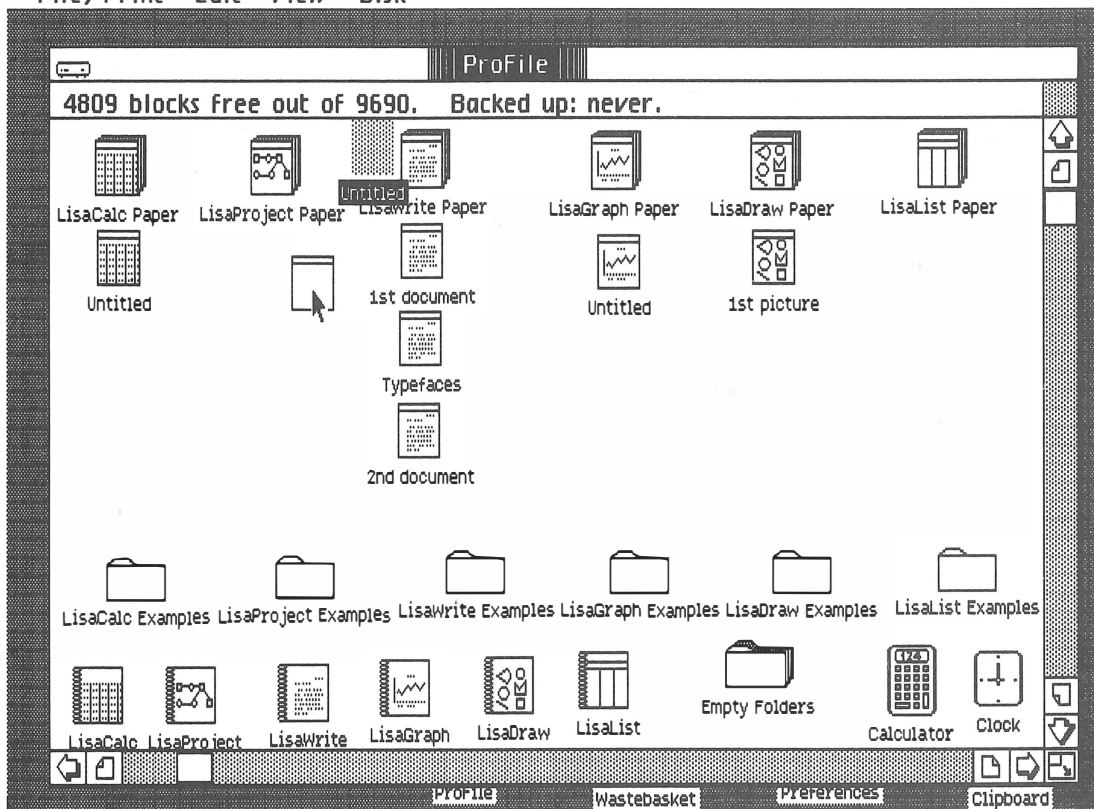 File/Print Edit View Disk
ProFile
4809 blocks free out of 9690. Backed up: never.
LisaCalc Paper LisaProject Paper Untitled LisaWrite Paper LisaGraph Paper LisaDraw Paper LisaList Paper
Untitled 1st document Untitled 1st picture
Typefaces
2nd document
LisaCalc Examples LisaProject Examples LisaWrite Examples LisaGraph Examples LisaDraw Examples LisaList Examples
LisaCalc LisaProject LisaWrite LisaGraph LisaDraw LisaList Empty Folders 124 Calculator Clock
ProFile Wastebasket Preferences Clipboard